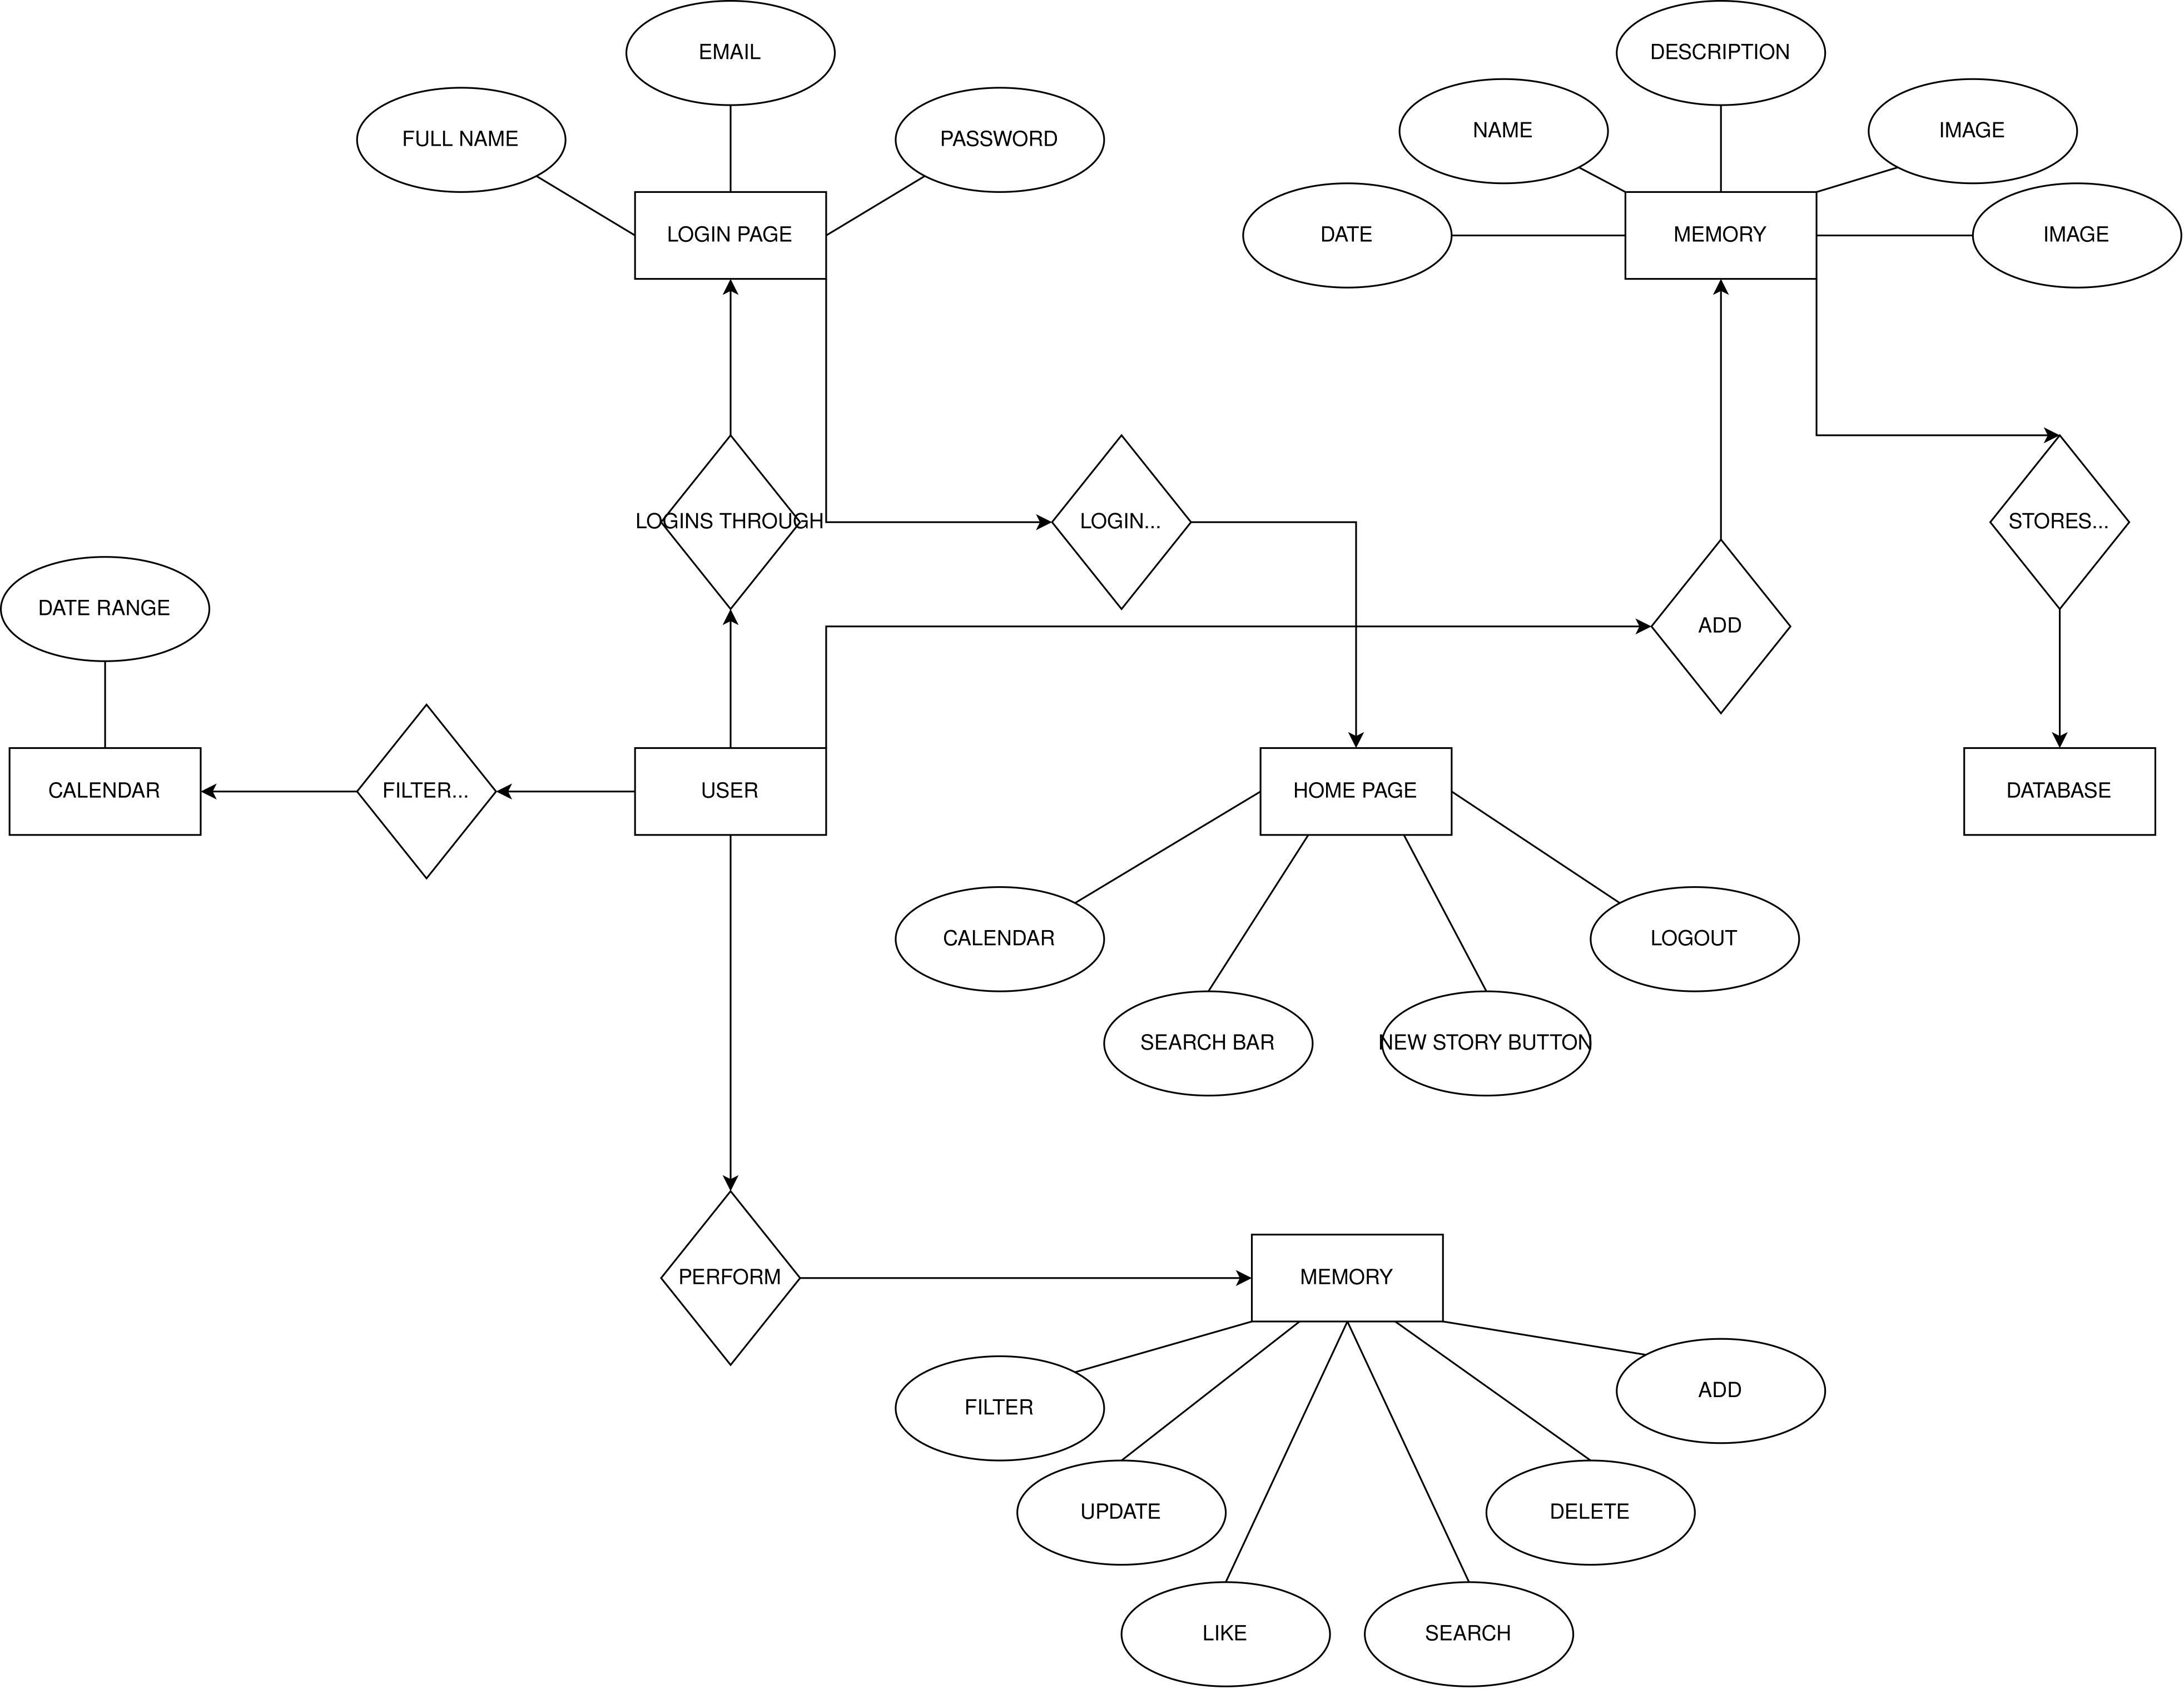 EMAIL
DESCRIPTION
FULL NAME
PASSWORD
NAME
IMAGE
LOGIN PAGE
DATE
MEMORY
IMAGE
LOGINS THROUGH
LOGIN...
STORES...
DATE RANGE
ADD
CALENDAR
FILTER...
USER
HOME PAGE
DATABASE
CALENDAR
LOGOUT
SEARCH BAR
NEW STORY BUTTON
PERFORM
MEMORY
FILTER
ADD
UPDATE
DELETE
LIKE
SEARCH